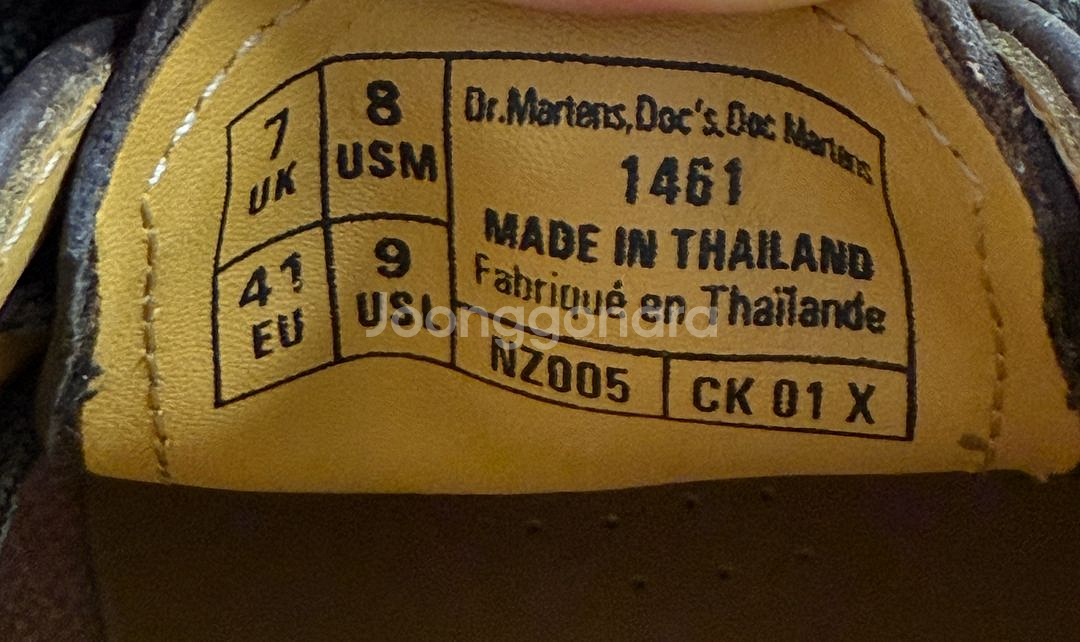 7
UK
8
USM
41
EU
9
USL
Dr.Martens,Doc's,Doc Martens
1461
MADE IN THAILAND
Fabriqué en Thaïlande
NZ005
CK 01 X
Joonggonara